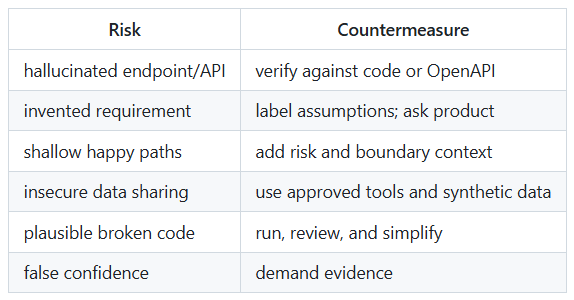 Risk Countermeasure
hallucinated endpoint/API verify against code or OpenAPI
invented requirement label assumptions; ask product
shallow happy paths add risk and boundary context
insecure data sharing use approved tools and synthetic data
plausible broken code run, review, and simplify
false confidence demand evidence